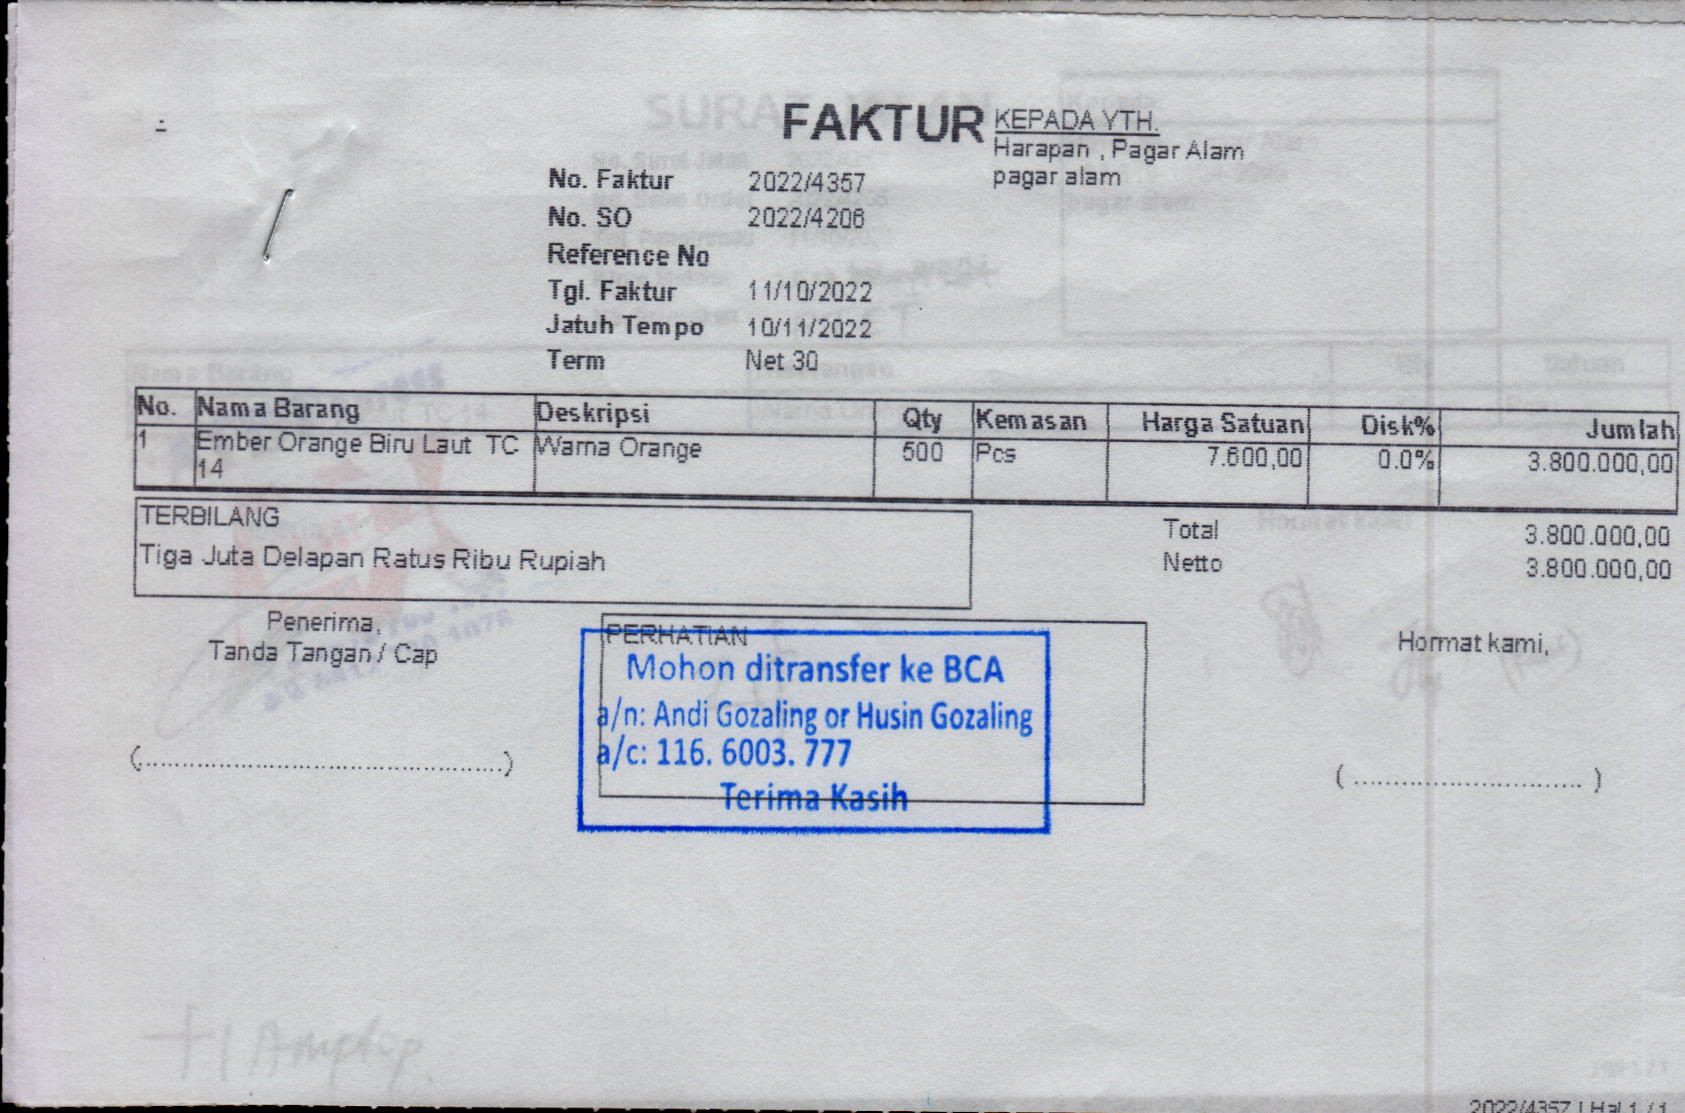 FAKTUR
KEPADA YTH.
Harapan , Pagar Alam
pagar alam
No. Faktur 2022/4357
No. SO 2022/4206
Reference No
Tgl. Faktur 11/10/2022
Jatuh Tempo 10/11/2022
Term Net 30
No. Nama Barang Deskripsi Qty Kemasan Harga Satuan Disk% Jumlah
1 Ember Orange Biru Laut TC Warna Orange 500 Pcs 7.600,00 0.0% 3.800.000,00
14
TERBILANG
Tiga Juta Delapan Ratus Ribu Rupiah
Total 3.800.000,00
Netto 3.800.000,00
Penerima,
Tanda Tangan / Cap
PERHATIAN
Mohon ditransfer ke BCA
a/n: Andi Gozaling or Husin Gozaling
a/c: 116. 6003. 777
Terima Kasih
Hormat kami,
(................................................)
( .............................. )
+1 Amplop
2022/4357 | Hal 1 / 1